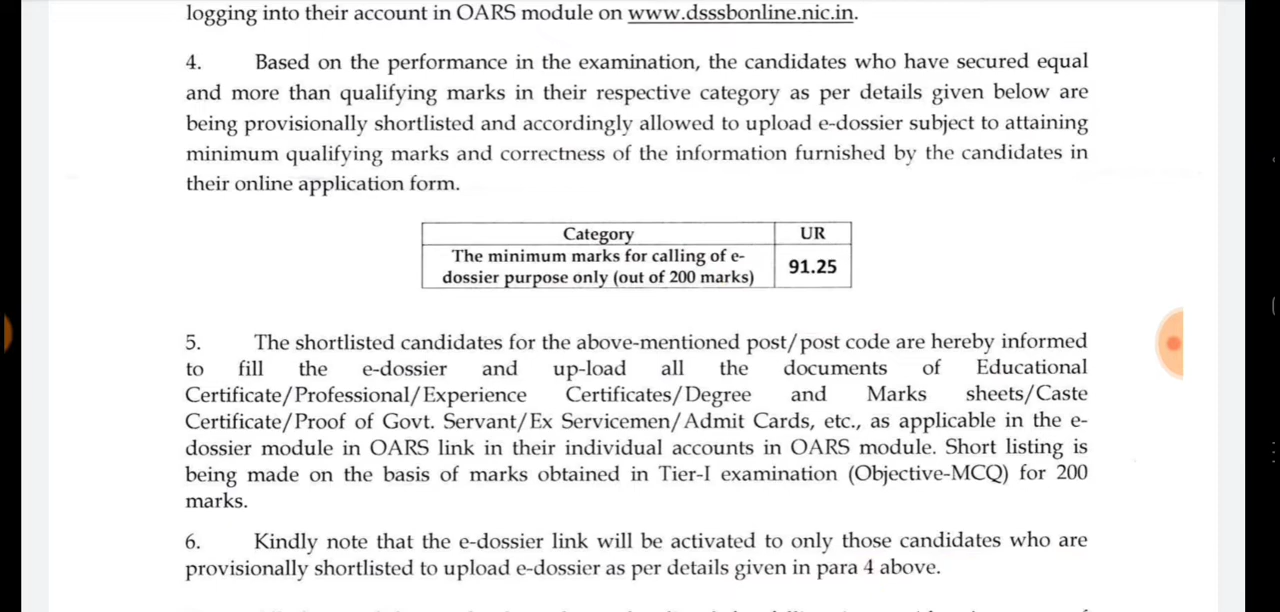 logging into their account in OARS module on www.dsssbonline.nic.in.
4. Based on the performance in the examination, the candidates who have secured equal
and more than qualifying marks in their respective category as per details given below are
being provisionally shortlisted and accordingly allowed to upload e-dossier subject to attaining
minimum qualifying marks and correctness of the information furnished by the candidates in
their online application form.
Category UR
The minimum marks for calling of e-
dossier purpose only (out of 200 marks) 91.25
5. The shortlisted candidates for the above-mentioned post/post code are hereby informed
to fill the e-dossier and up-load all the documents of Educational
Certificate/Professional/Experience Certificates/Degree and Marks sheets/Caste
Certificate/Proof of Govt. Servant/Ex Servicemen/Admit Cards, etc., as applicable in the e-
dossier module in OARS link in their individual accounts in OARS module. Short listing is
being made on the basis of marks obtained in Tier-I examination (Objective-MCQ) for 200
marks.
6. Kindly note that the e-dossier link will be activated to only those candidates who are
provisionally shortlisted to upload e-dossier as per details given in para 4 above.